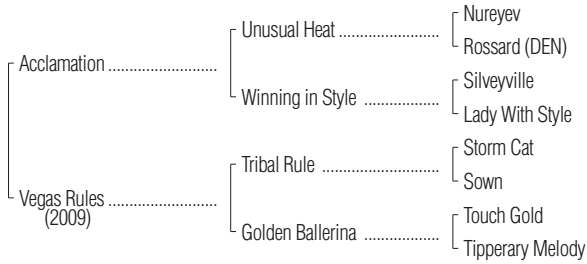 Nureyev
Unusual Heat
Rossard (DEN)
Acclamation
Silveyville
Winning in Style
Lady With Style
Storm Cat
Tribal Rule
Sown
Vegas Rules
(2009)
Touch Gold
Golden Ballerina
Tipperary Melody